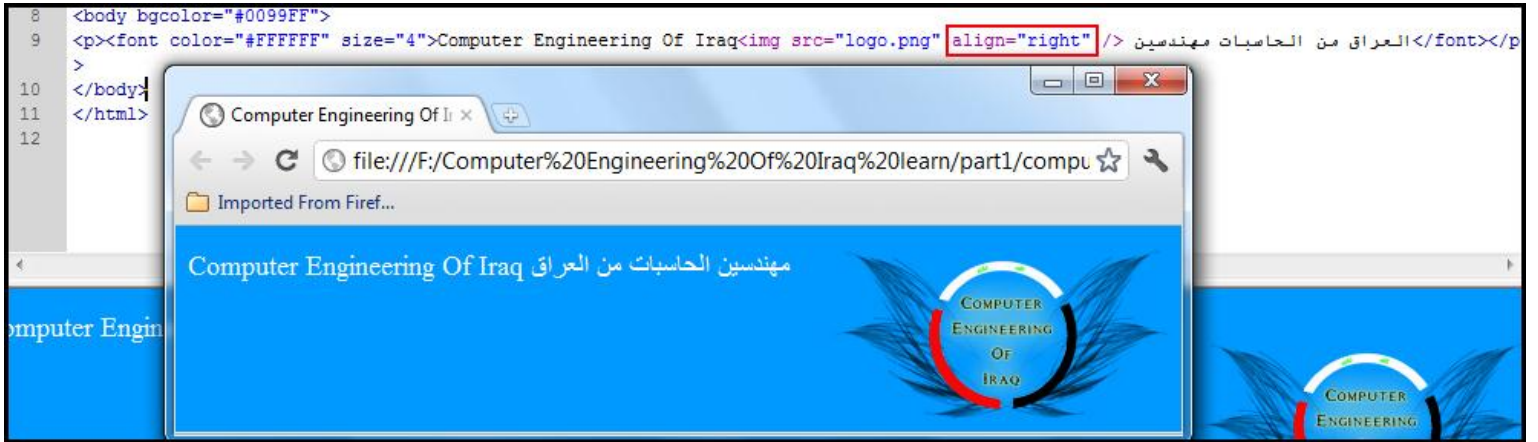 8 <body bgcolor="#0099FF">
9 <p><font color="#FFFFFF" size="4">Computer Engineering Of Iraq<img src="logo.png" align="right" /> العراق من الحاسبات مهندسين</font></p
>
10 </body>
11 </html>
12
Computer Engineering Of Ir
file:///F:/Computer%20Engineering%20Of%20Iraq%20learn/part1/compu
Imported From Firef...
Computer Engineering Of Iraq مهندسين الحاسبات من العراق
COMPUTER
ENGINEERING
OF
IRAQ
omputer Engin
COMPUTER
ENGINEERING